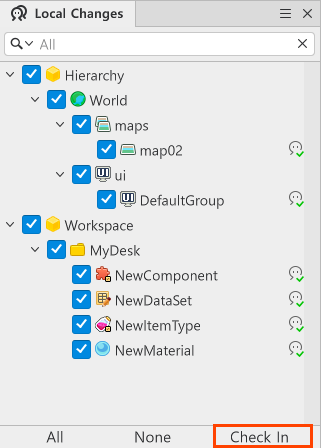 Local Changes
All
Hierarchy
World
maps
map02
ui
DefaultGroup
Workspace
MyDesk
NewComponent
NewDataSet
NewItemType
NewMaterial
All None Check In